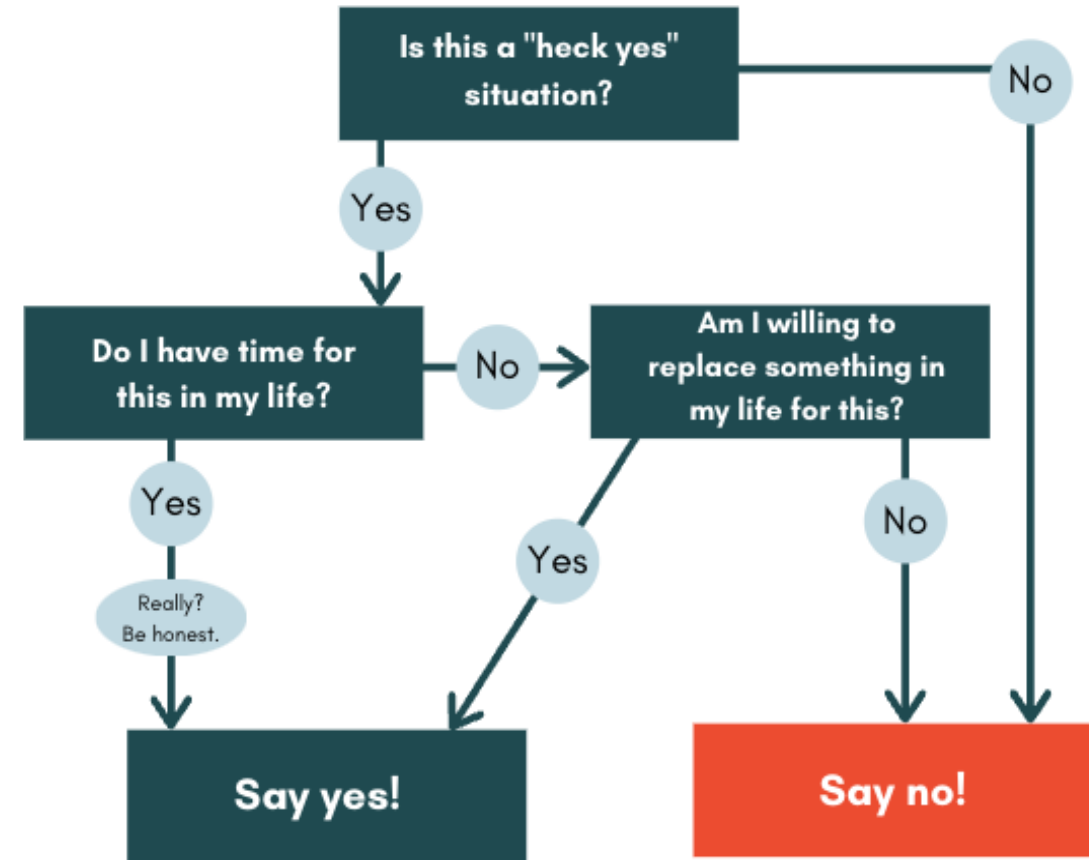 Is this a "heck yes"
situation?
No
Yes
Do I have time for
this in my life?
No
Am I willing to
replace something in
my life for this?
Yes
No
Yes
Really?
Be honest.
Say yes!
Say no!